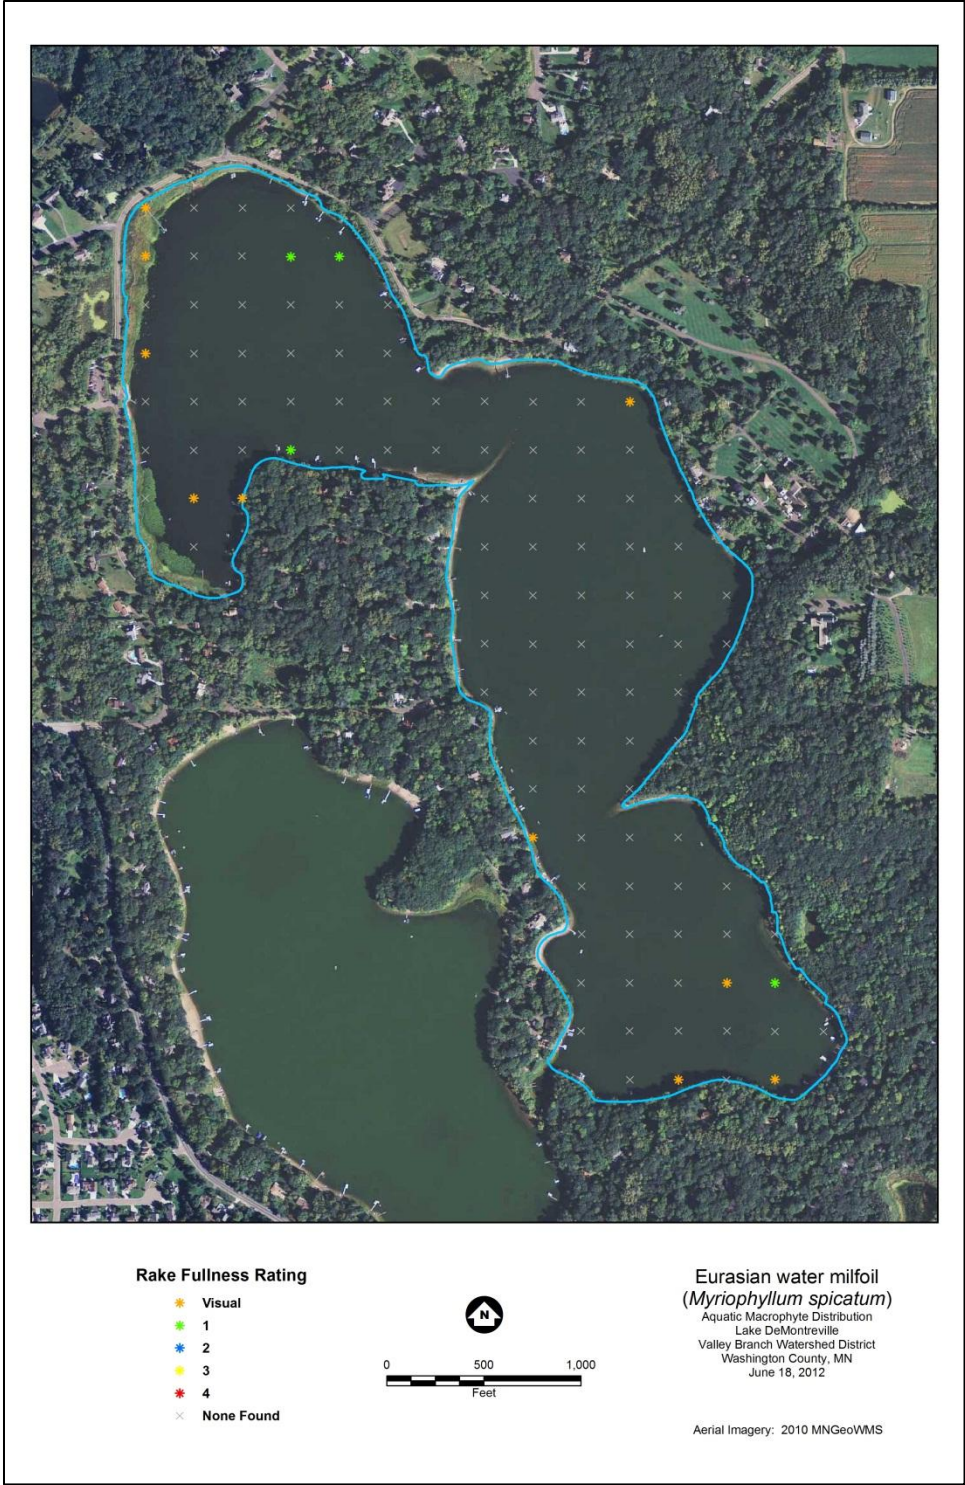 Rake Fullness Rating
Visual
1
2
3
4
None Found
N
0 500 1,000
Feet
Eurasian water milfoil
(Myriophyllum spicatum)
Aquatic Macrophyte Distribution
Lake DeMontreville
Valley Branch Watershed District
Washington County, MN
June 18, 2012
Aerial Imagery: 2010 MNGeoWMS